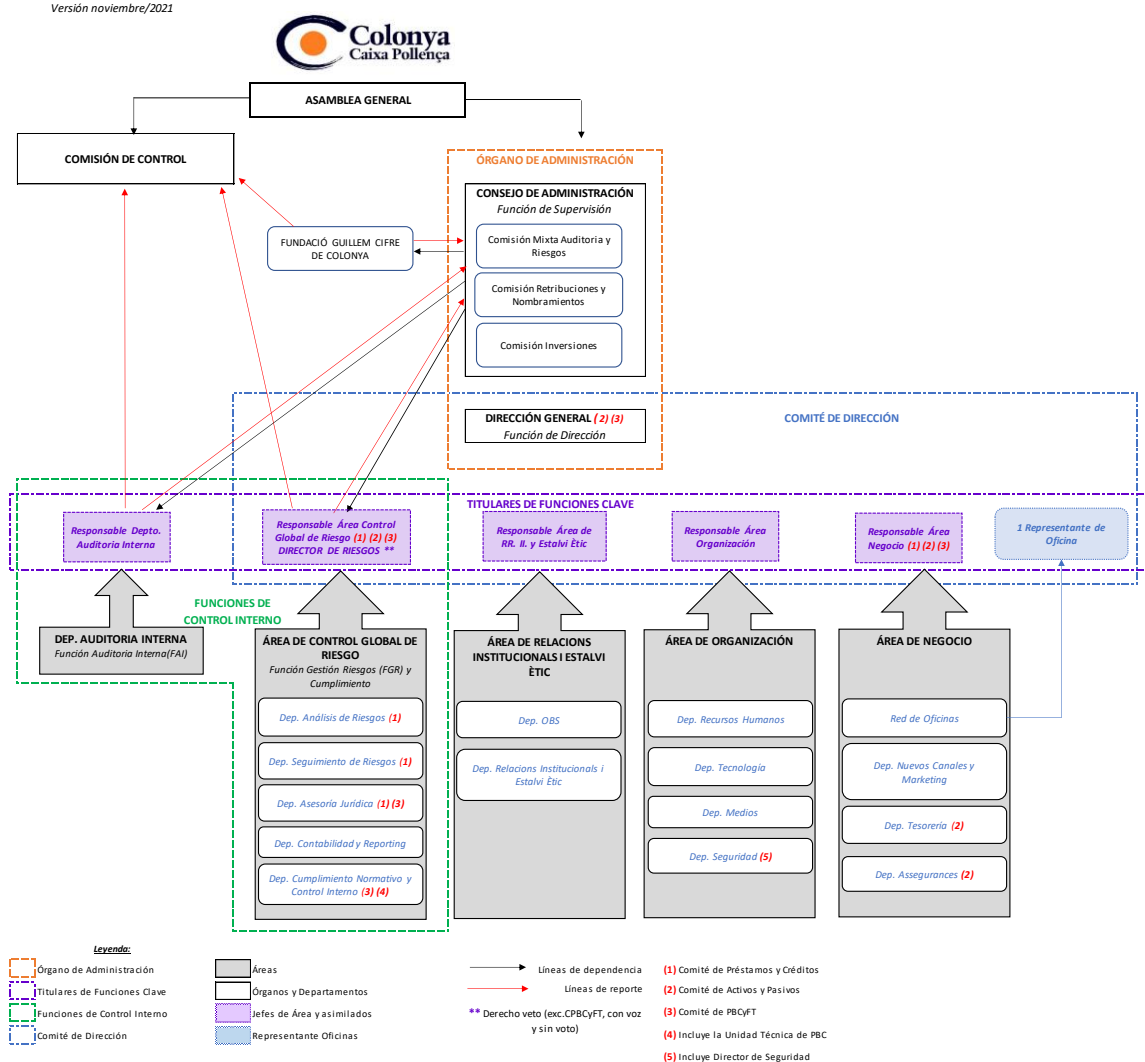 Versión noviembre/2021
Colonya
Caixa Pollença
ASAMBLEA GENERAL
COMISIÓN DE CONTROL
ÓRGANO DE ADMINISTRACIÓN
CONSEJO DE ADMINISTRACIÓN
Función de Supervisión
FUNDACIÓ GUILLEM CIFRE
DE COLONYA
Comisión Mixta Auditoria y
Riesgos
Comisión Retribuciones y
Nombramientos
Comisión Inversiones
DIRECCIÓN GENERAL (2) (3)
Función de Dirección
COMITÉ DE DIRECCIÓN
TITULARES DE FUNCIONES CLAVE
Responsable Depto.
Auditoria Interna
Responsable Área Control
Global de Riesgo (1) (2) (3)
DIRECTOR DE RIESGOS **
Responsable Área de
RR. II. y Estalvi Ètic
Responsable Área
Organización
Responsable Área
Negocio (1) (2) (3)
1 Representante de
Oficina
FUNCIONES DE
CONTROL INTERNO
DEP. AUDITORIA INTERNA
Función Auditoria Interna(FAI)
ÁREA DE CONTROL GLOBAL DE
RIESGO
Función Gestión Riesgos (FGR) y
Cumplimiento
Dep. Análisis de Riesgos (1)
Dep. Seguimiento de Riesgos (1)
Dep. Asesoría Jurídica (1) (3)
Dep. Contabilidad y Reporting
Dep. Cumplimiento Normativo y
Control Interno (3) (4)
ÁREA DE RELACIONS
INSTITUCIONALS I ESTALVI
ÈTIC
Dep. OBS
Dep. Relacions Institucionals i
Estalvi Ètic
ÁREA DE ORGANIZACIÓN
Dep. Recursos Humanos
Dep. Tecnología
Dep. Medios
Dep. Seguridad (5)
ÁREA DE NEGOCIO
Red de Oficinas
Dep. Nuevos Canales y
Marketing
Dep. Tesorería (2)
Dep. Assegurances (2)
Leyenda:
Órgano de Administración
Titulares de Funciones Clave
Funciones de Control Interno
Comité de Dirección
Áreas
Órganos y Departamentos
Jefes de Área y asimilados
Representante Oficinas
Líneas de dependencia
Líneas de reporte
** Derecho veto (exc.CPBCyFT, con voz
y sin voto)
(1) Comité de Préstamos y Créditos
(2) Comité de Activos y Pasivos
(3) Comité de PBCyFT
(4) Incluye la Unidad Técnica de PBC
(5) Incluye Director de Seguridad